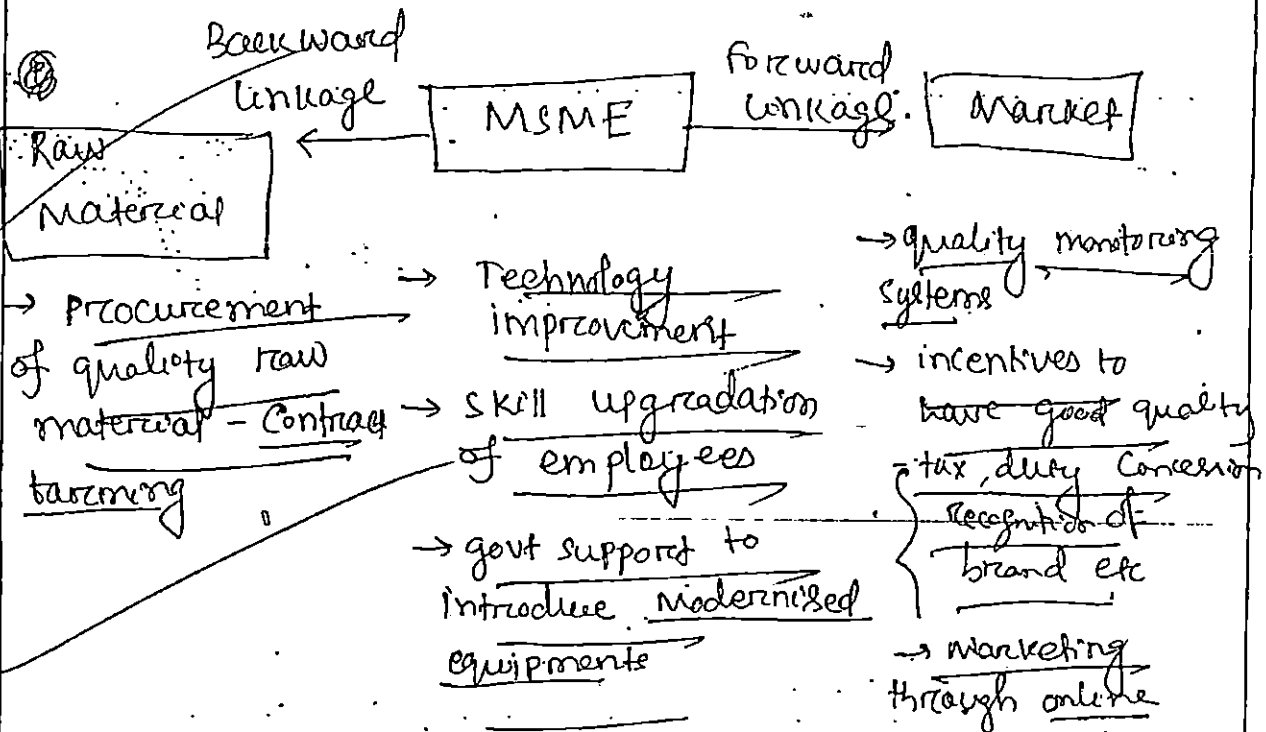 Backward
linkage
Raw
Material
MSME
Forward
linkage.
Market
→ Procurement
of quality raw
material - Contract
farming
→ Technology
improvement
→ Skill upgradation
of employees
→ govt support to
introduce Modernised
equipments
→ quality monitoring
systems
→ incentives to
have good quality
- tax, duty Concession
recognition of
brand etc
→ Marketing
through online